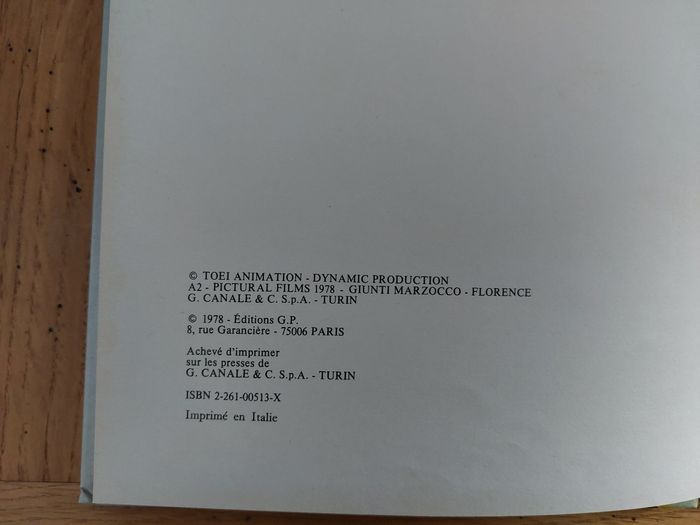 © TOEI ANIMATION - DYNAMIC PRODUCTION
A2 - PICTURAL FILMS 1978 - GIUNTI MARZOCCO - FLORENCE
G. CANALE & C. S.p.A. - TURIN
© 1978 - Éditions G.P.
8, rue Garancière - 75006 PARIS
Achevé d'imprimer
sur les presses de
G. CANALE & C. S.p.A. - TURIN
ISBN 2-261-00513-X
Imprimé en Italie